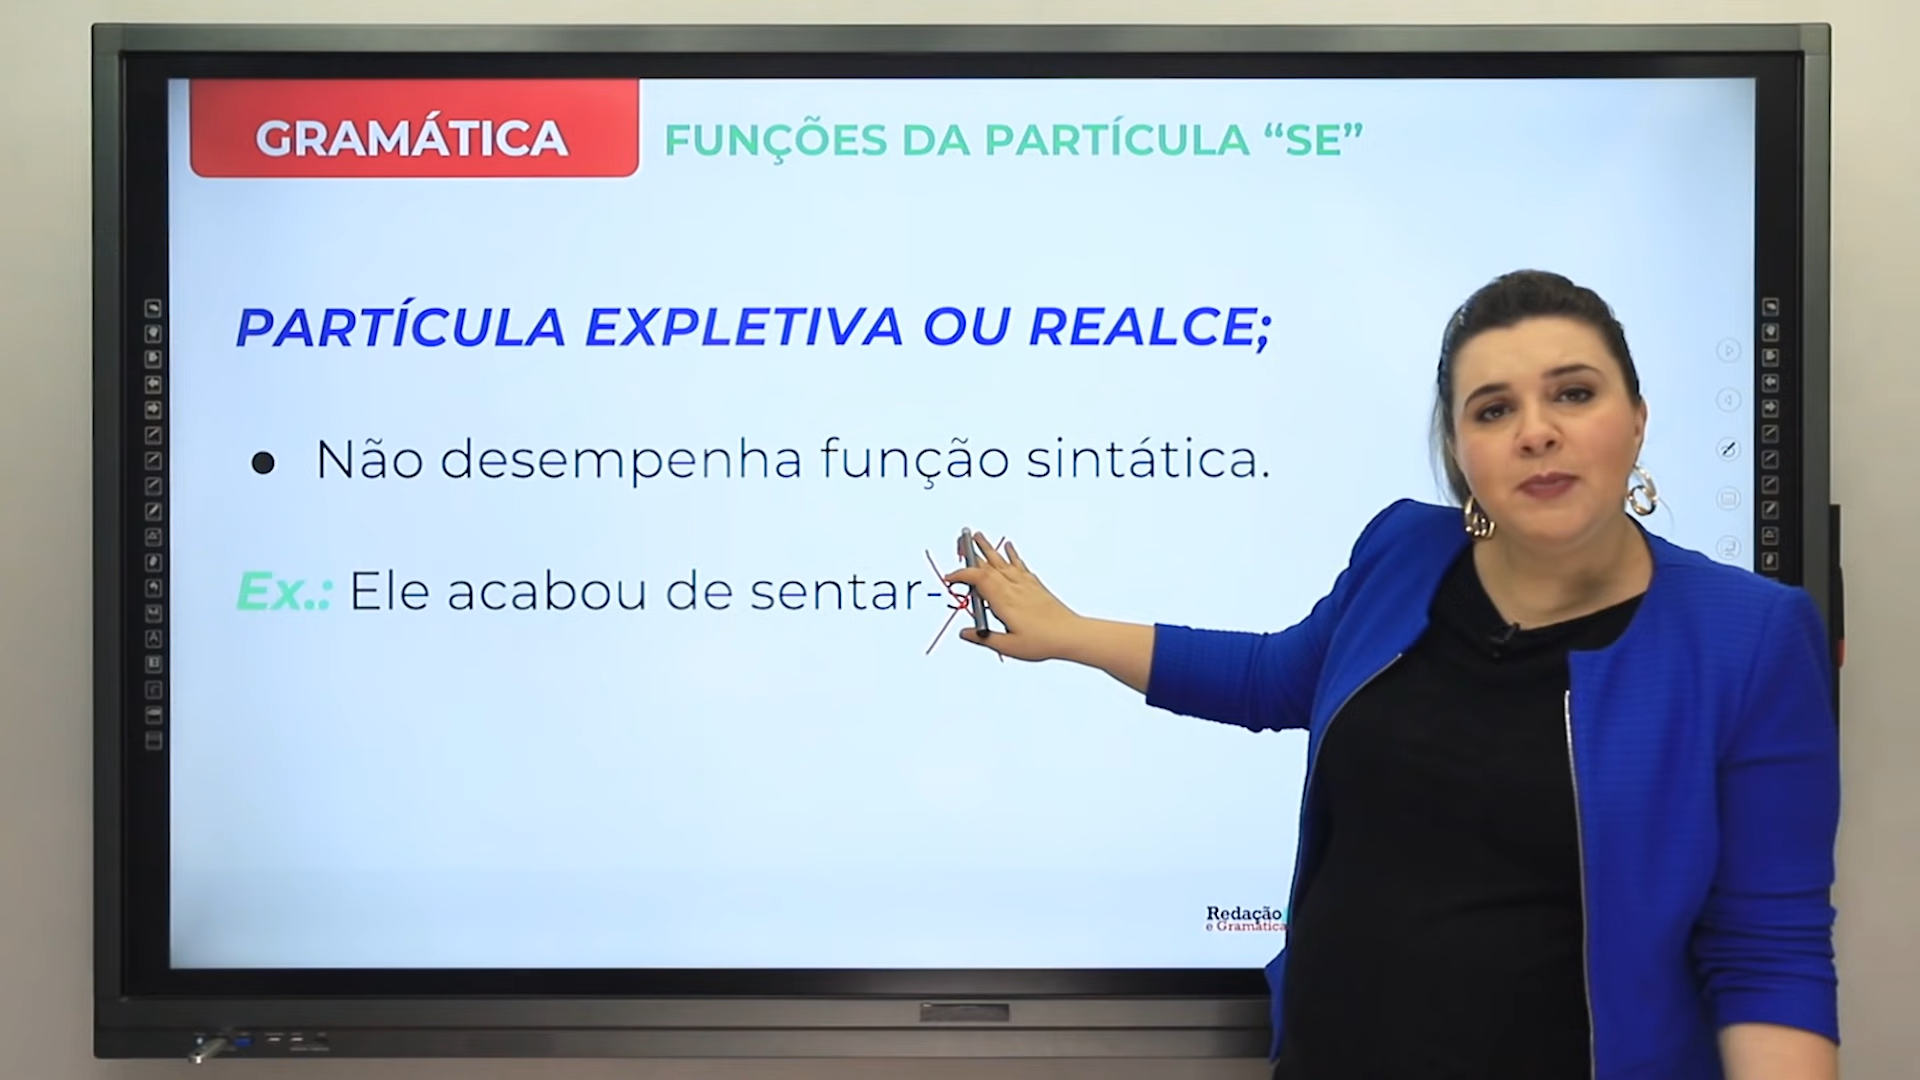 GRAMÁTICA
FUNÇÕES DA PARTÍCULA “SE”
PARTÍCULA EXPLETIVA OU REALCE;
● Não desempenha função sintática.
Ex.: Ele acabou de sentar-s
Redação
e Gramática